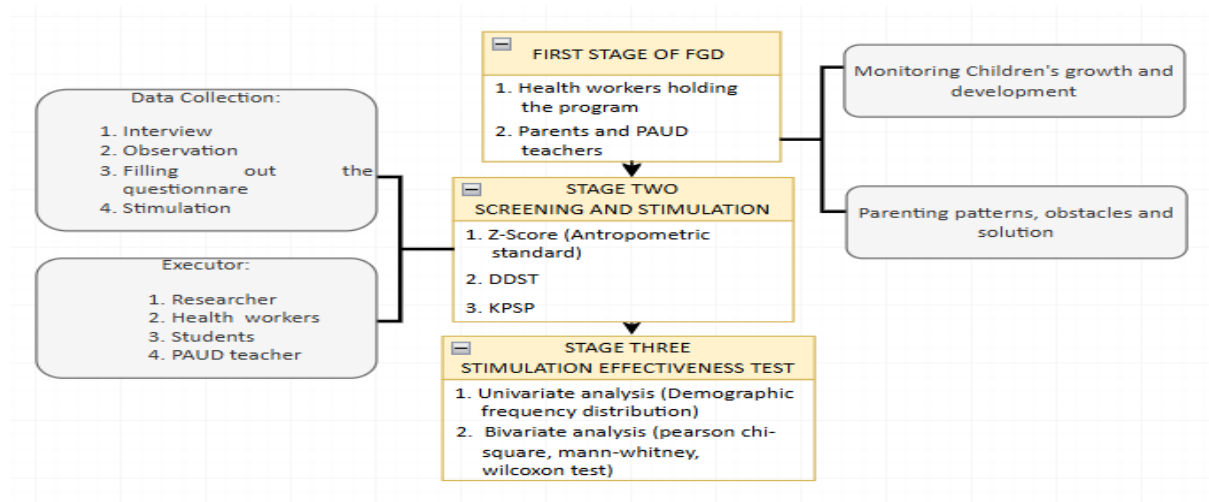 FIRST STAGE OF FGD
1. Health workers holding
the program
2. Parents and PAUD
teachers
Monitoring Children's growth and
development
Parenting patterns, obstacles and
solution
Data Collection:
1. Interview
2. Observation
3. Filling out the
questionnare
4. Stimulation
Executor:
1. Researcher
2. Health workers
3. Students
4. PAUD teacher
STAGE TWO
SCREENING AND STIMULATION
1. Z-Score (Antropometric
standard)
2. DDST
3. KPSP
STAGE THREE
STIMULATION EFFECTIVENESS TEST
1. Univariate analysis (Demographic
frequency distribution)
2. Bivariate analysis (pearson chi-
square, mann-whitney,
wilcoxon test)